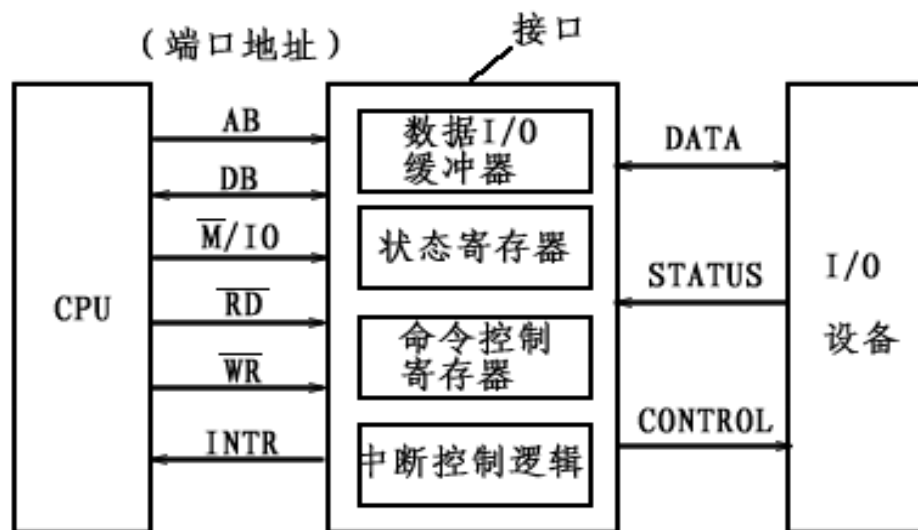 (端口地址)
接口
CPU
AB
DB
M̅/IO
R̅D̅
W̅R̅
INTR
数据I/O
缓冲器
状态寄存器
命令控制
寄存器
中断控制逻辑
DATA
STATUS
CONTROL
I/O
设备